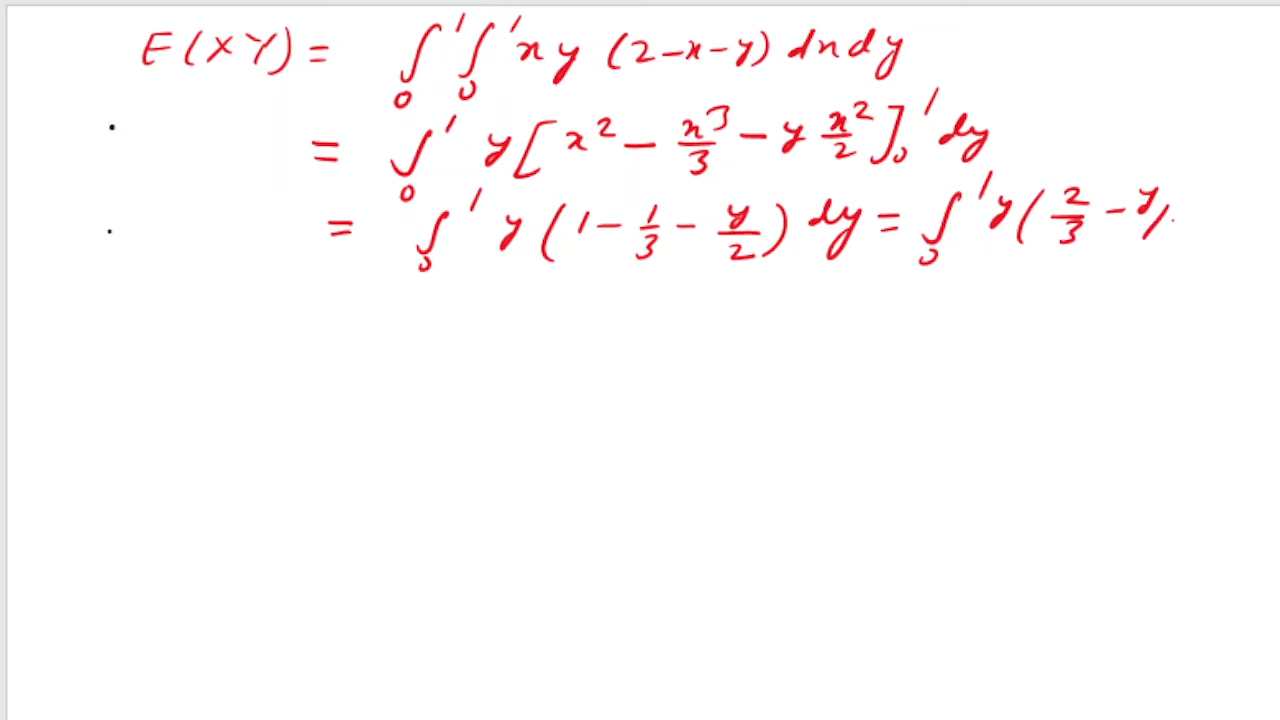 E(XY) = ∫₀¹ ∫₀¹ xy (2-x-y) dx dy
= ∫₀¹ y [x² - x³/3 - y x²/2]₀¹ dy
= ∫₀¹ y (1 - 1/3 - y/2) dy = ∫₀¹ y (2/3 - y/